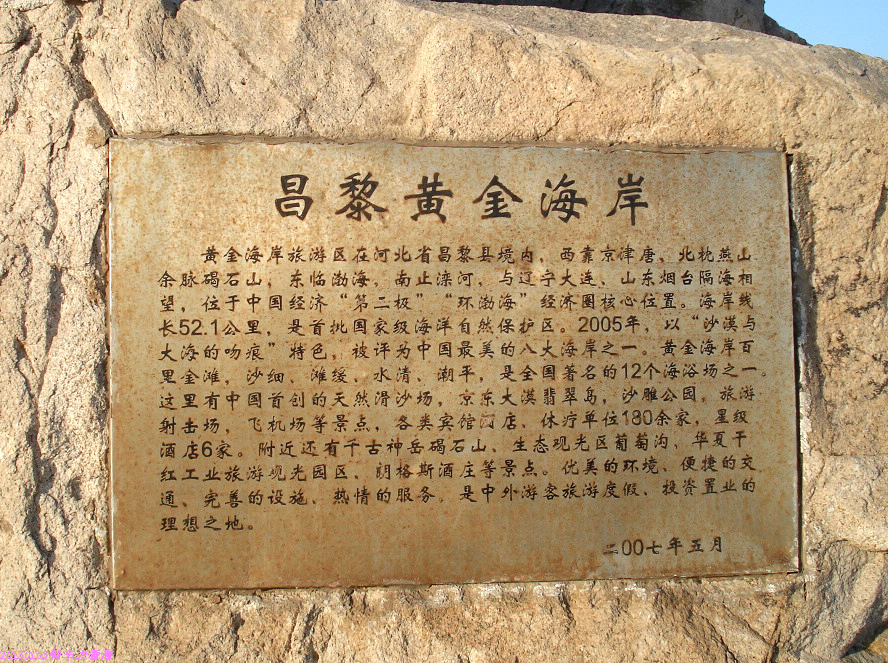 昌黎黄金海岸
黄金海岸旅游区在河北省昌黎县境内，西靠京津唐、北枕燕山
余脉碣石山，东临渤海，南止滦河，与辽宁大连、山东烟台隔海相
望，位于中国经济“第二极”“环渤海”经济圈核心位置。海岸线
长52.1公里，是首批国家级海洋自然保护区。2005年，以“沙漠与
大海的吻痕”特色，被评为中国最美的八大海岸之一。黄金海岸百
里金滩，沙细、滩缓、水清、潮平，是全国著名的12个海浴场之一。
这里有中国首创的天然滑沙场，京东大漠翡翠岛，沙雕公园，旅游
射击场，飞机场等景点，各类宾馆酒店、休疗单位180余家，星级
酒店6家。附近还有千古神岳碣石山、生态观光区葡萄沟、华夏干
红工业旅游观光园区、朗格斯酒庄等景点。优美的环境、便捷的交
通、完善的设施、热情的服务，是中外游客旅游度假、投资置业的
理想之地。
二00七年五月